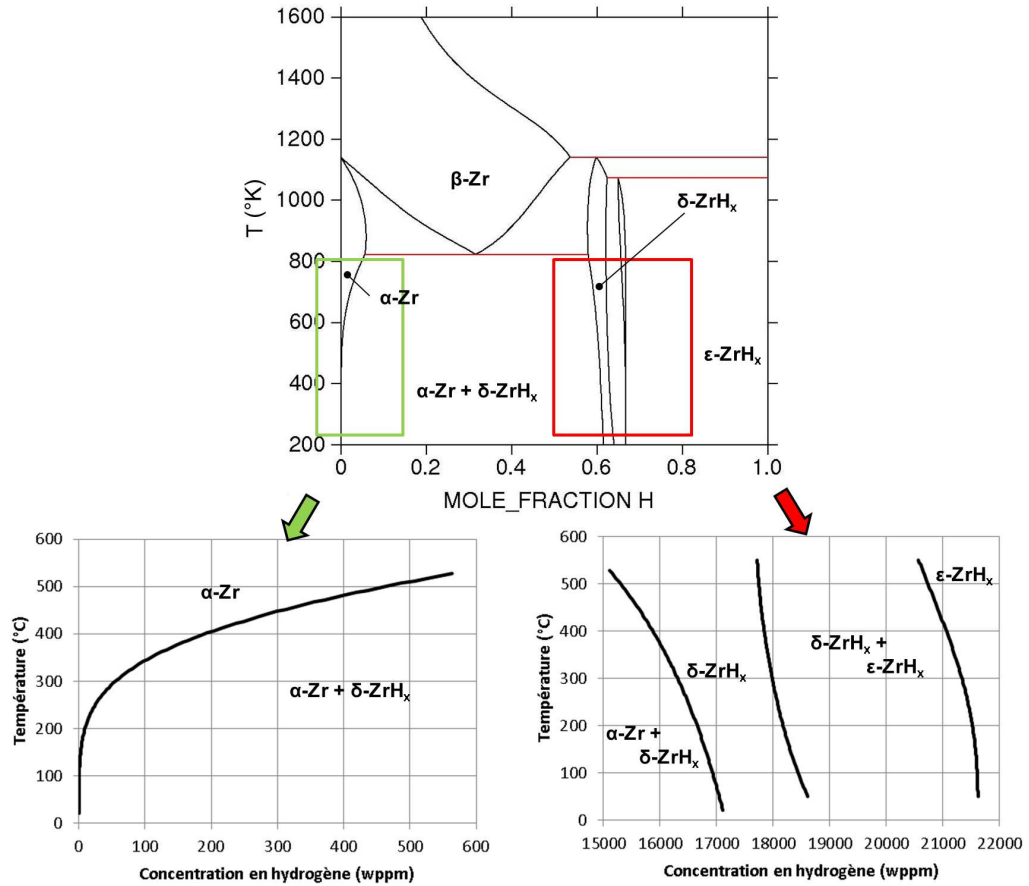 1600
1400
1200
1000
800
600
400
200
T (°K)
β-Zr
δ-ZrHₓ
α-Zr
ε-ZrHₓ
α-Zr + δ-ZrHₓ
0
0.2
0.4
0.6
0.8
1.0
MOLE_FRACTION H
600
500
400
300
200
100
0
Température (°C)
α-Zr
α-Zr + δ-ZrHₓ
0
100
200
300
400
500
600
Concentration en hydrogène (wppm)
600
500
400
300
200
100
0
Température (°C)
ε-ZrHₓ
δ-ZrHₓ +
ε-ZrHₓ
δ-ZrHₓ
α-Zr +
δ-ZrHₓ
15000
16000
17000
18000
19000
20000
21000
22000
Concentration en hydrogène (wppm)